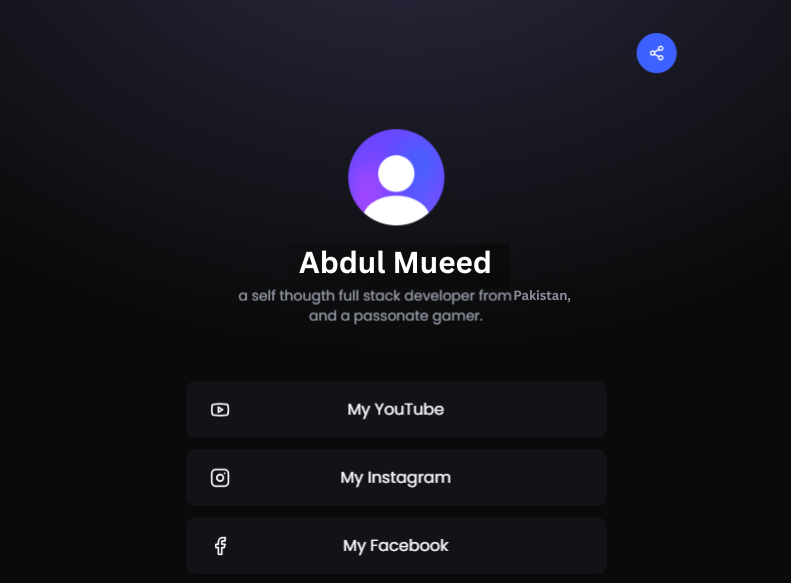 Abdul Mueed
a self thougth full stack developer from Pakistan,
and a passonate gamer.
My YouTube
My Instagram
My Facebook